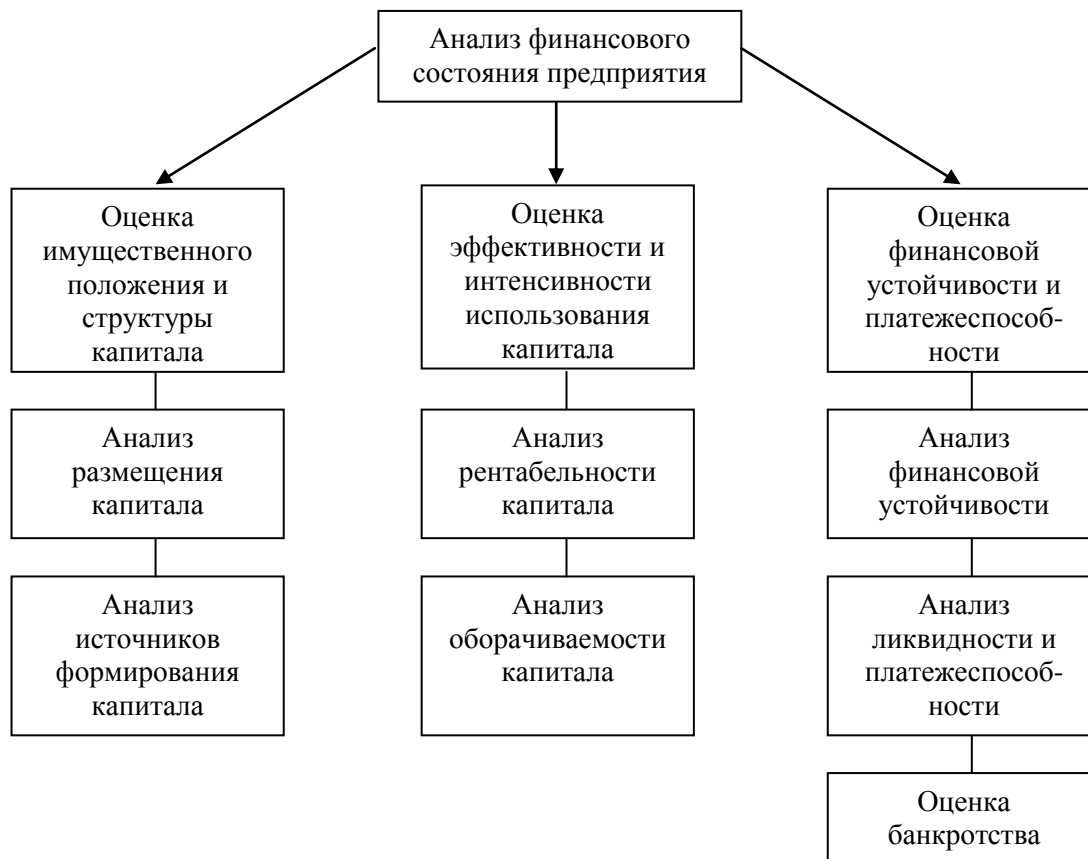 Анализ финансового
состояния предприятия
Оценка
имущественного
положения и
структуры
капитала
Оценка
эффективности и
интенсивности
использования
капитала
Оценка
финансовой
устойчивости и
платежеспособ-
ности
Анализ
размещения
капитала
Анализ
рентабельности
капитала
Анализ
финансовой
устойчивости
Анализ
источников
формирования
капитала
Анализ
оборачиваемости
капитала
Анализ
ликвидности и
платежеспособ-
ности
Оценка
банкротства